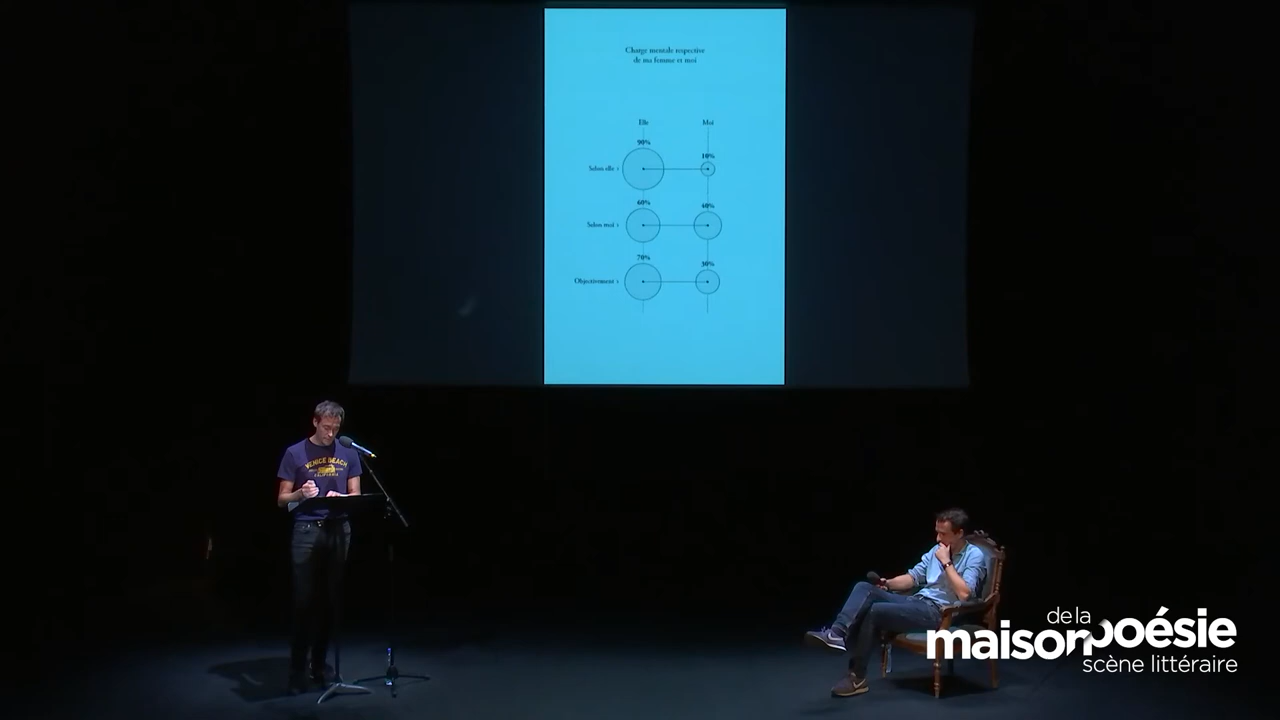 Charge mentale respective
de ma femme et moi
Elle Moi
90% 10%
Selon elle :
60% 40%
Selon moi :
70% 30%
Objectivement :
VENICE BEACH
CALIFORNIA
de la
maison poésie
scène littéraire